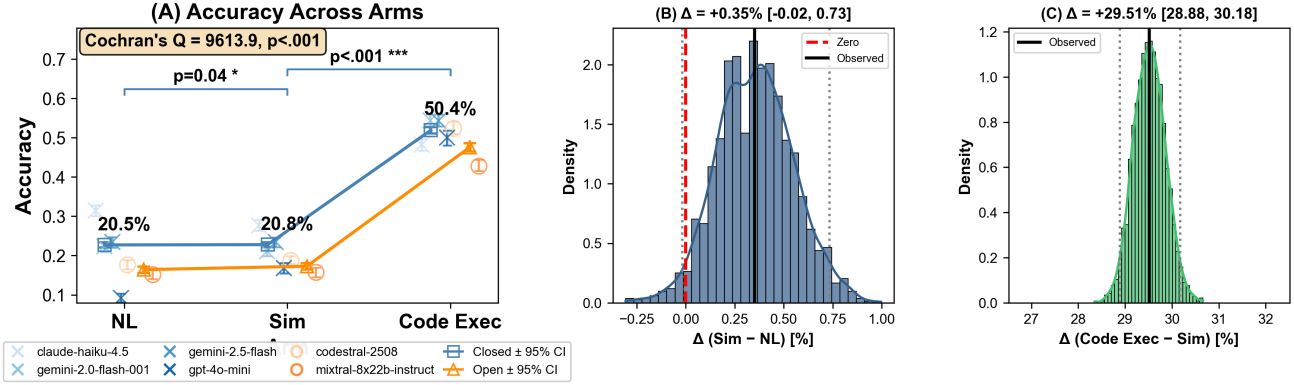 (A) Accuracy Across Arms
Cochran's Q = 9613.9, p<.001
p=0.04 *
p<.001 ***
20.5%
20.8%
50.4%
Accuracy
0.7
0.6
0.5
0.4
0.3
0.2
0.1
NL
Sim
Code Exec
claude-haiku-4.5
gemini-2.0-flash-001
gemini-2.5-flash
gpt-4o-mini
codestral-2508
mixtral-8x22b-instruct
Closed ± 95% CI
Open ± 95% CI
(B) Δ = +0.35% [-0.02, 0.73]
Zero
Observed
Density
2.0
1.5
1.0
0.5
0.0
−0.25
0.00
0.25
0.50
0.75
1.00
Δ (Sim − NL) [%]
(C) Δ = +29.51% [28.88, 30.18]
Observed
Density
1.2
1.0
0.8
0.6
0.4
0.2
0.0
27
28
29
30
31
32
Δ (Code Exec − Sim) [%]